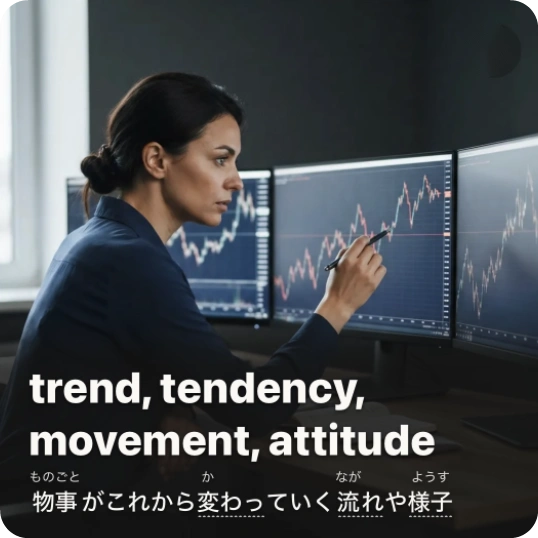 trend, tendency,
movement, attitude
ものごと か なが ようす
物事がこれから変わっていく流れや様子